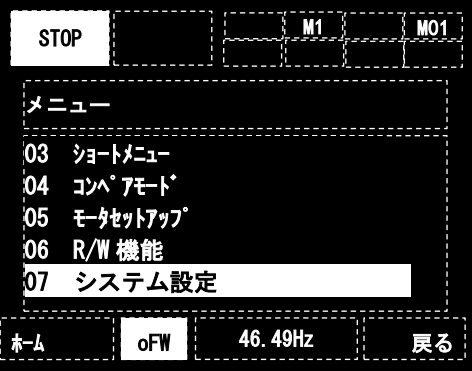 STOP M1 MO1
メニュー
03 ｼｮｰﾄﾒﾆｭｰ
04 ｺﾝﾍﾟｱﾓｰﾄﾞ
05 ﾓｰﾀｾｯﾄｱｯﾌﾟ
06 R/W 機能
07 システム設定
ﾎｰﾑ oFW 46.49Hz 戻る